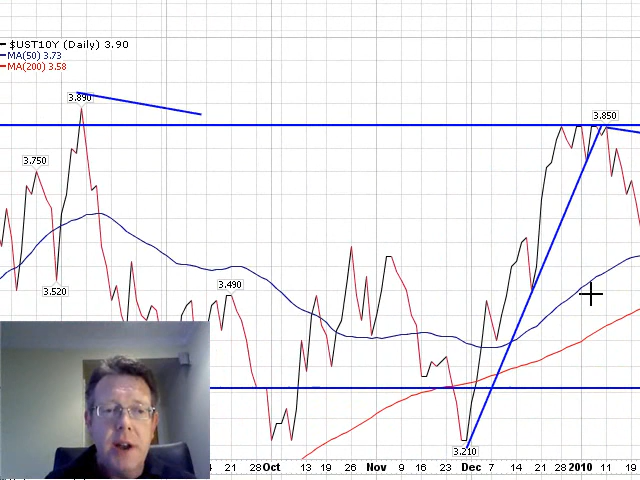 $UST10Y (Daily) 3.90
MA(50) 3.73
MA(200) 3.58
3.890
3.850
3.750
3.520
3.490
3.210
21 28 Oct 13 19 26 Nov 9 16 23 Dec 7 14 21 28 2010 11 19